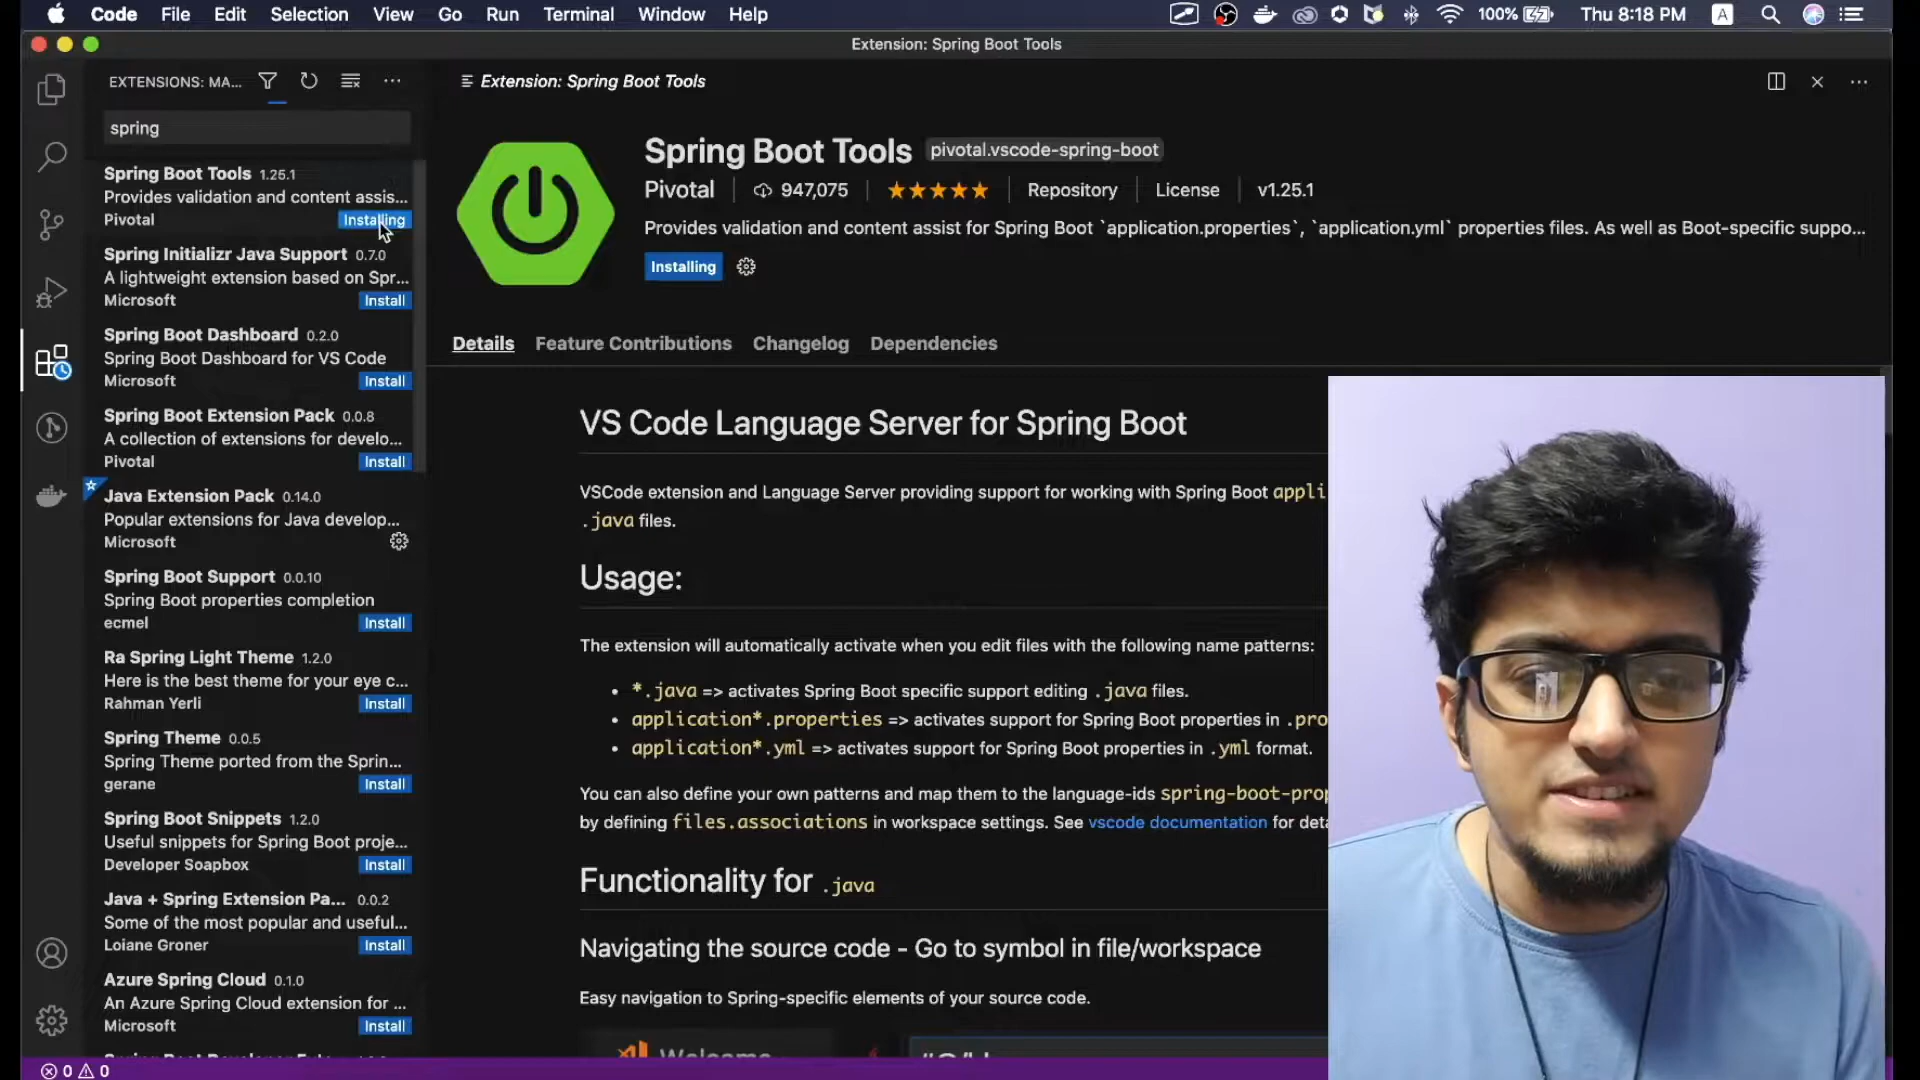 Code File Edit Selection View Go Run Terminal Window Help 100% Thu 8:18 PM A
Extension: Spring Boot Tools
EXTENSIONS: MA...
spring
Spring Boot Tools 1.25.1
Provides validation and content assis...
Pivotal Installing
Spring Initializr Java Support 0.7.0
A lightweight extension based on Spr...
Microsoft Install
Spring Boot Dashboard 0.2.0
Spring Boot Dashboard for VS Code
Microsoft Install
Spring Boot Extension Pack 0.0.8
A collection of extensions for develo...
Pivotal Install
Java Extension Pack 0.14.0
Popular extensions for Java develop...
Microsoft
Spring Boot Support 0.0.10
Spring Boot properties completion
ecmel Install
Ra Spring Light Theme 1.2.0
Here is the best theme for your eye c...
Rahman Yerli Install
Spring Theme 0.0.5
Spring Theme ported from the Sprin...
gerane Install
Spring Boot Snippets 1.2.0
Useful snippets for Spring Boot proje...
Developer Soapbox Install
Java + Spring Extension Pa... 0.0.2
Some of the most popular and useful...
Loiane Groner Install
Azure Spring Cloud 0.1.0
An Azure Spring Cloud extension for ...
Microsoft Install
0 0
Extension: Spring Boot Tools
Spring Boot Tools pivotal.vscode-spring-boot
Pivotal 947,075 Repository License v1.25.1
Provides validation and content assist for Spring Boot `application.properties`, `application.yml` properties files. As well as Boot-specific suppo...
Installing
Details Feature Contributions Changelog Dependencies
VS Code Language Server for Spring Boot
VSCode extension and Language Server providing support for working with Spring Boot appli
.java files.
Usage:
The extension will automatically activate when you edit files with the following name patterns:
• *.java => activates Spring Boot specific support editing .java files.
• application*.properties => activates support for Spring Boot properties in .pro
• application*.yml => activates support for Spring Boot properties in .yml format.
You can also define your own patterns and map them to the language-ids spring-boot-prop
by defining files.associations in workspace settings. See vscode documentation for deta
Functionality for .java
Navigating the source code - Go to symbol in file/workspace
Easy navigation to Spring-specific elements of your source code.
Welcome